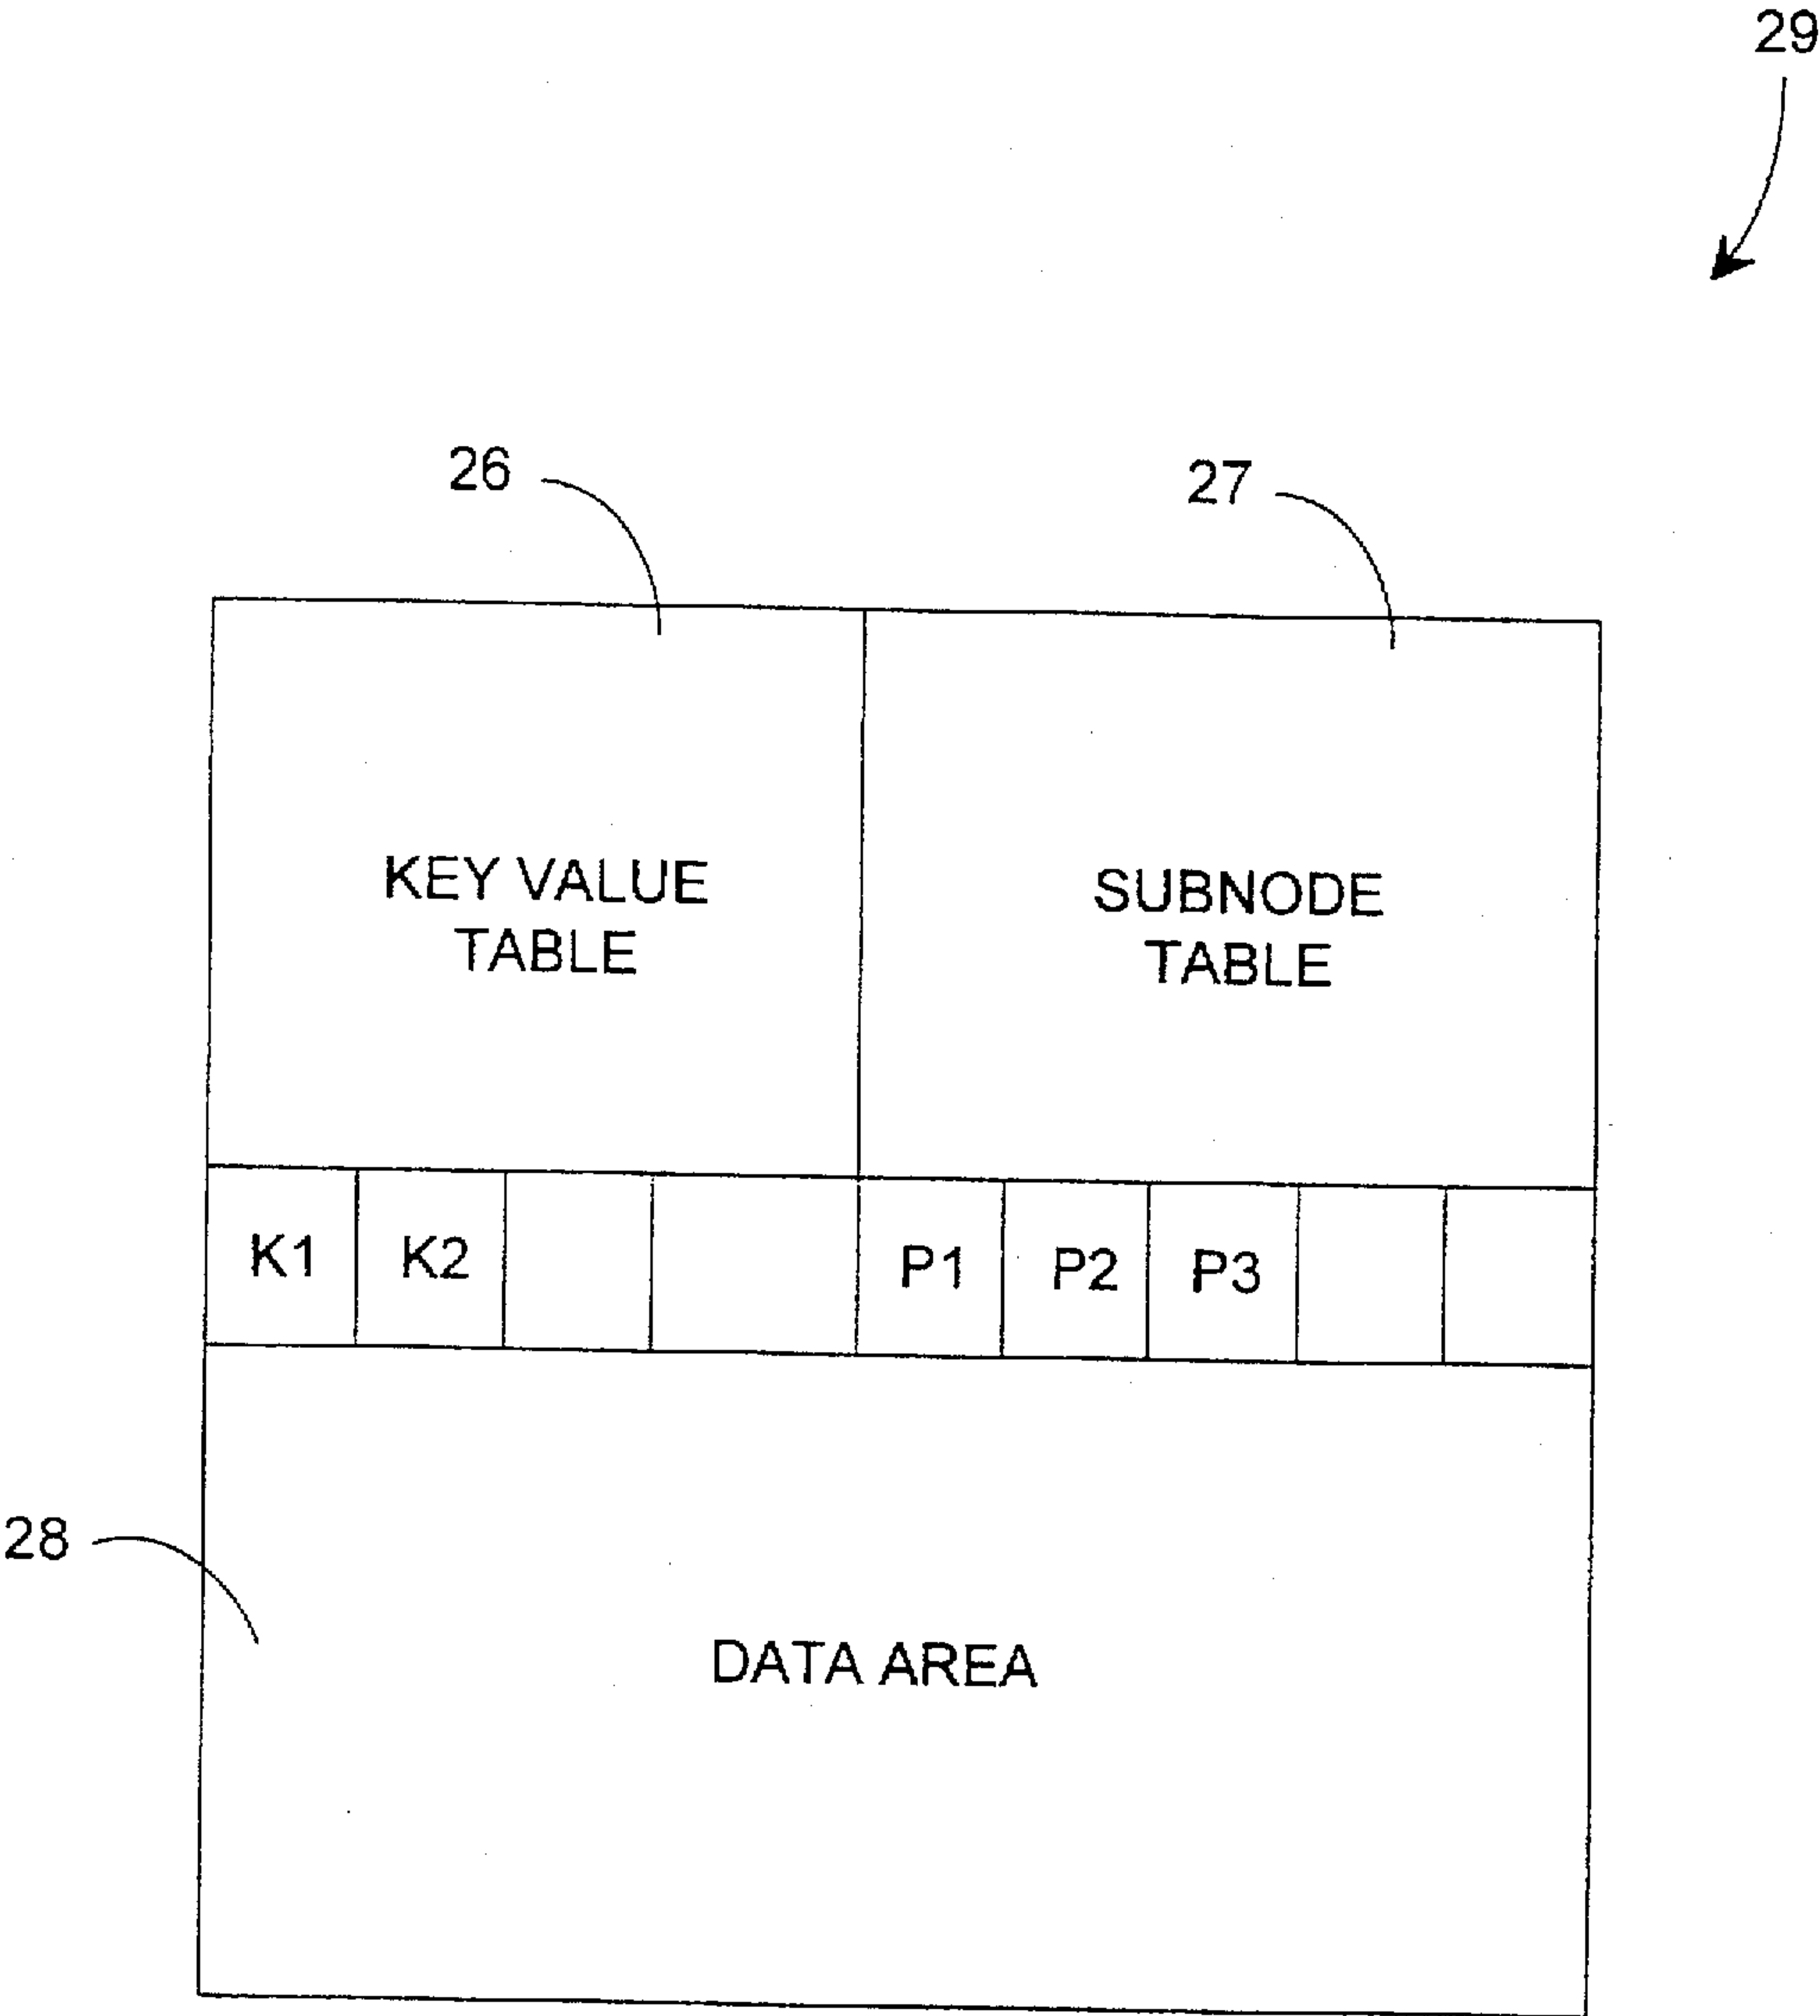 29
26
27
KEY VALUE
TABLE
SUBNODE
TABLE
K1 K2 P1 P2 P3
28
DATA AREA